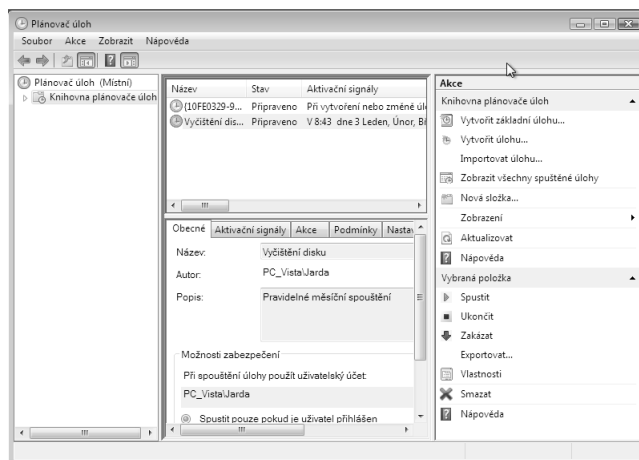 Plánovač úloh
Soubor Akce Zobrazit Nápověda
Plánovač úloh (Místní)
Knihovna plánovače úloh
Název Stav Aktivační signály
{10FE0329-9... Připraveno Při vytvoření nebo změně úl
Vyčištění dis... Připraveno V 8:43 dne 3 Leden, Únor, Bř
Obecné Aktivační signály Akce Podmínky Nastav
Název: Vyčištění disku
Autor: PC_Vista\Jarda
Popis: Pravidelné měsíční spouštění
Možnosti zabezpečení
Při spouštění úlohy použít uživatelský účet:
PC_Vista\Jarda
Spustit pouze pokud je uživatel přihlášen
Akce
Knihovna plánovače úloh
Vytvořit základní úlohu...
Vytvořit úlohu...
Importovat úlohu...
Zobrazit všechny spuštěné úlohy
Nová složka...
Zobrazení
Aktualizovat
Nápověda
Vybraná položka
Spustit
Ukončit
Zakázat
Exportovat...
Vlastnosti
Smazat
Nápověda